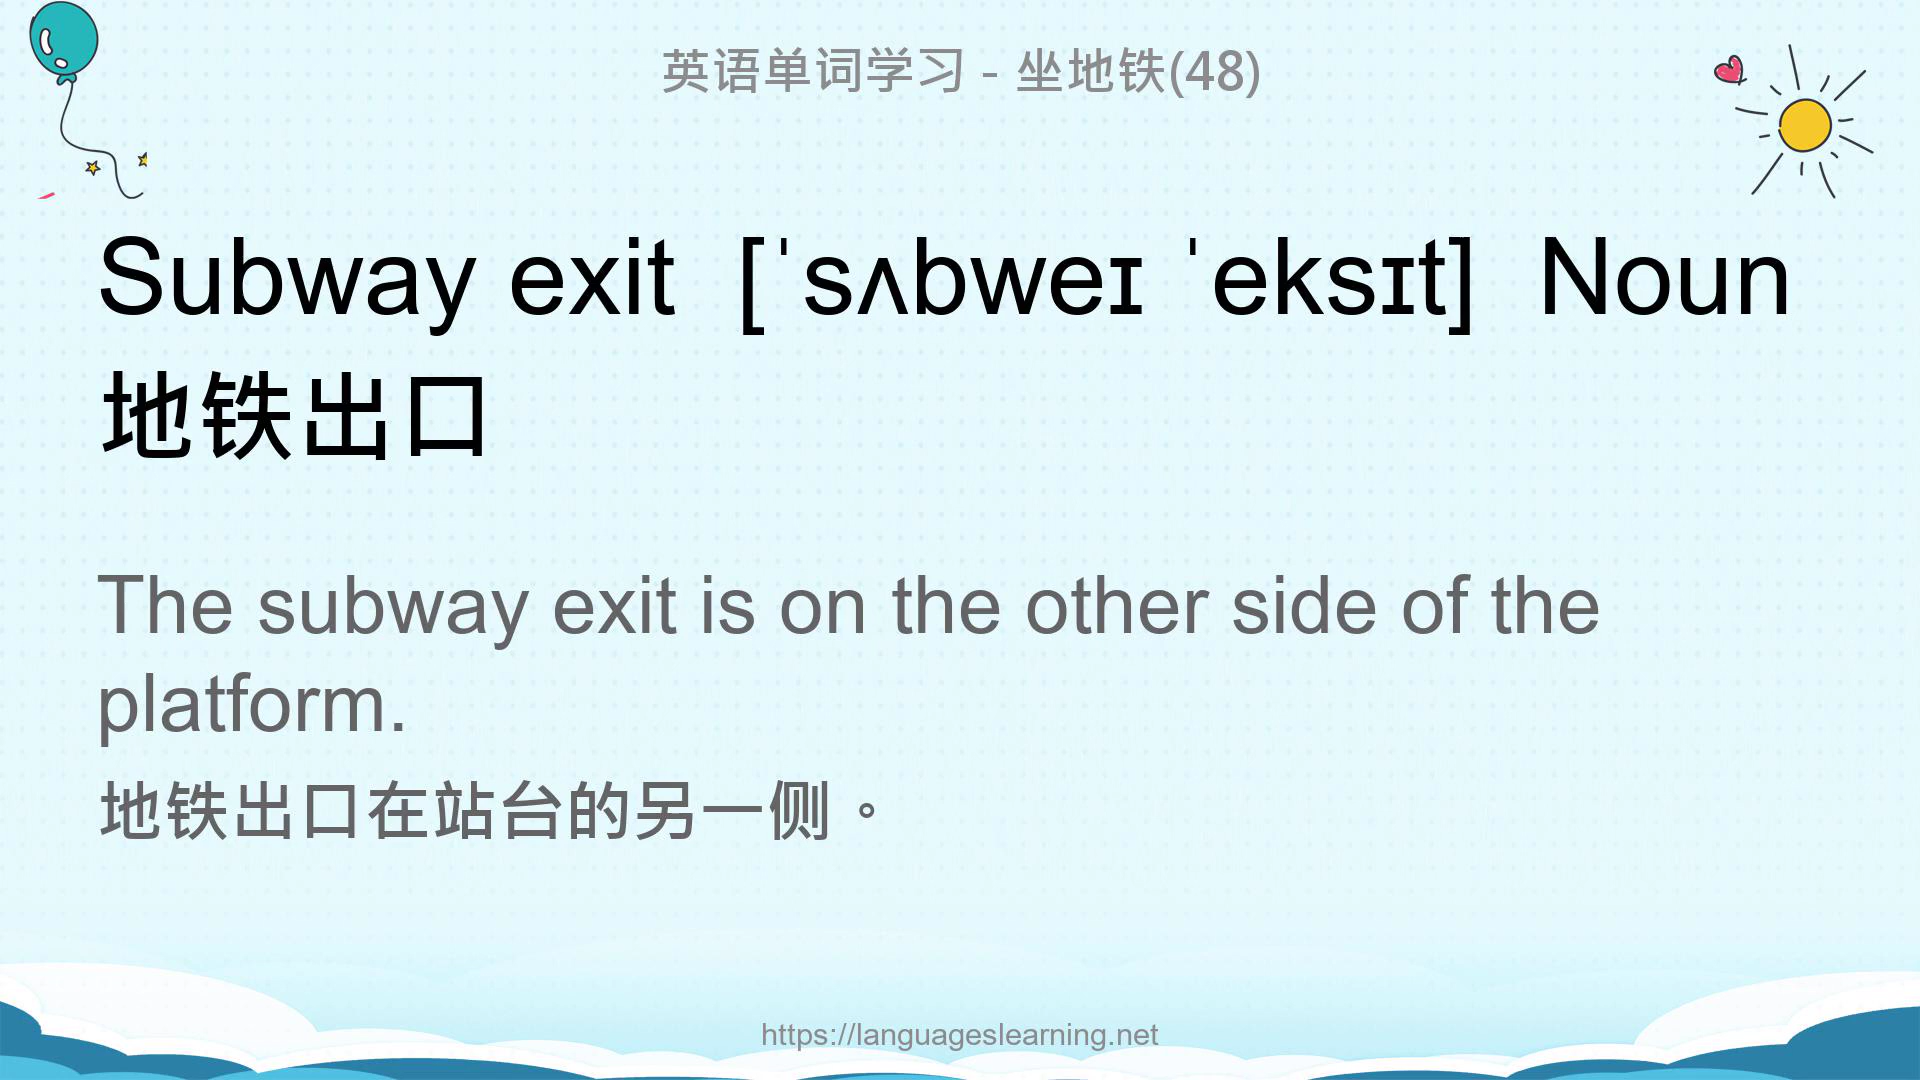 英语单词学习 - 坐地铁(48)
Subway exit [ˈsʌbweɪ ˈeksɪt] Noun
地铁出口
The subway exit is on the other side of the
platform.
地铁出口在站台的另一侧。
https://languageslearning.net